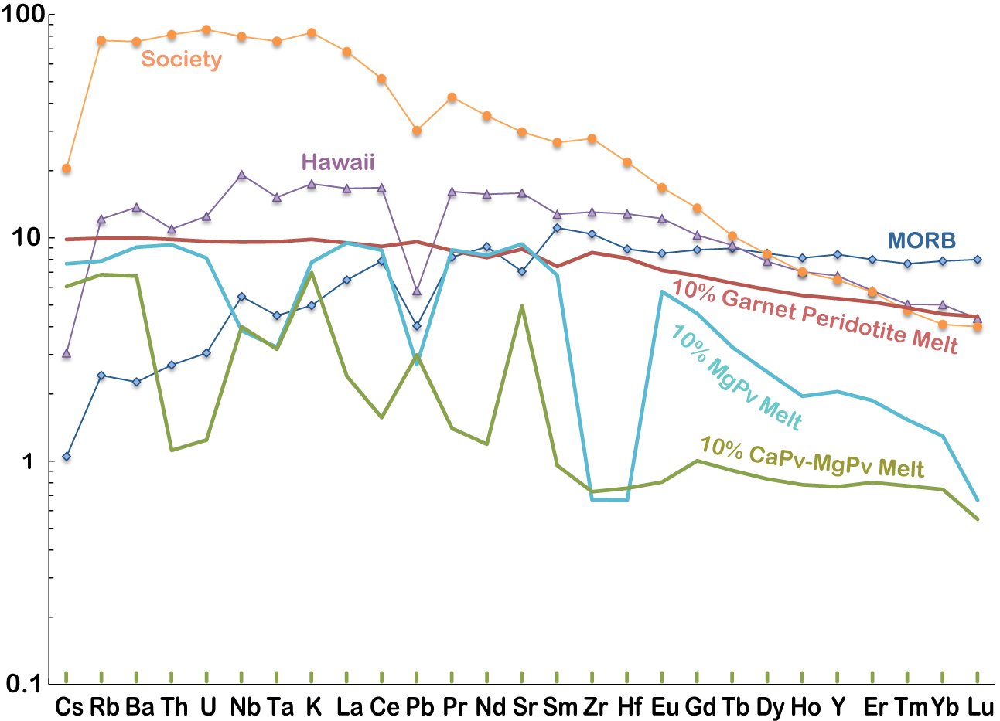 100
Society
Hawaii
10
MORB
10% Garnet Peridotite Melt
10% MgPv Melt
1
10% CaPv-MgPv Melt
0.1
Cs Rb Ba Th U Nb Ta K La Ce Pb Pr Nd Sr Sm Zr Hf Eu Gd Tb Dy Ho Y Er Tm Yb Lu